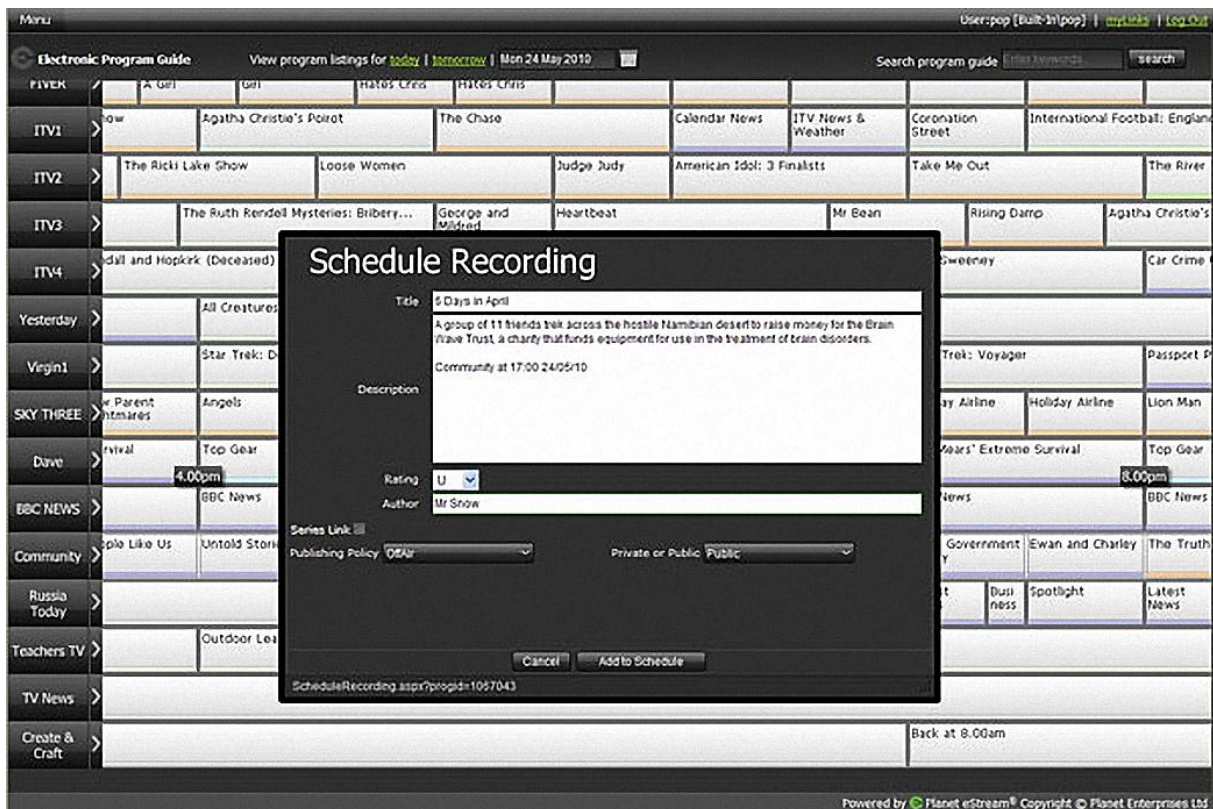 Menu
User:pop [Built-In\pop] | myLinks | Log Out
Electronic Program Guide
View program listings for today | tomorrow | Mon 24 May 2010
Search program guide Enter keywords search
FIVER
A Girl
Girl
Hates Chris
Hates Chris
ITV1
Agatha Christie's Poirot
The Chase
Calendar News
ITV News &
Weather
Coronation
Street
International Football: England
ITV2
The Ricki Lake Show
Loose Women
Judge Judy
American Idol: 3 Finalists
Take Me Out
The River
ITV3
The Ruth Rendell Mysteries: Bribery...
George and
Mildred
Heartbeat
Mr Bean
Rising Damp
Agatha Christie's
ITV4
dall and Hopkirk (Deceased)
Sweeney
Car Crime
Yesterday
All Creatures
Virgin1
Star Trek: D
Trek: Voyager
Passport P
SKY THREE
Parent
htmares
Angels
ay Airline
Holiday Airline
Lion Man
Dave
rvival
Top Gear
Mears' Extreme Survival
Top Gear
4.00pm
8.00pm
BBC NEWS
BBC News
News
BBC News
Community
ople Like Us
Untold Stori
Government
Ewan and Charley
The Truth
Russia
Today
Busi
ness
Spotlight
Latest
News
Teachers TV
Outdoor Lea
TV News
Create &
Craft
Back at 8.00am
Schedule Recording
Title
5 Days in April
Description
A group of 11 friends trek across the hostile Namibian desert to raise money for the Brain
Wave Trust, a charity that funds equipment for use in the treatment of brain disorders.
Community at 17:00 24/05/10
Rating U
Author Mr Snow
Series Link
Publishing Policy OffAir
Private or Public Public
Cancel
Add to Schedule
ScheduleRecording.aspx?progid=1067043
Powered by Planet eStream® Copyright © Planet Enterprises Ltd